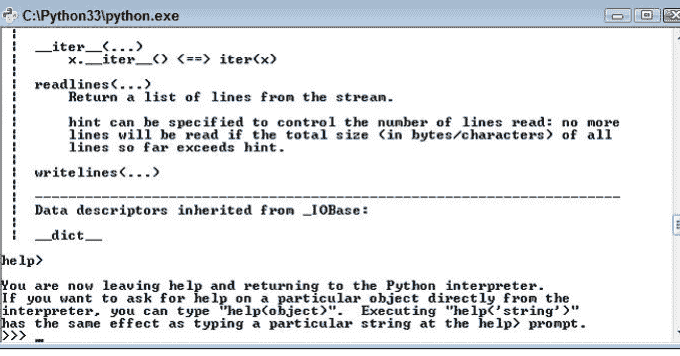 C:\Python33\python.exe
|  __iter__(...)
|      x.__iter__() <==> iter(x)
|
|  readlines(...)
|      Return a list of lines from the stream.
|
|      hint can be specified to control the number of lines read: no more
|      lines will be read if the total size (in bytes/characters) of all
|      lines so far exceeds hint.
|
|  writelines(...)
|
|  ----------------------------------------------------------------------
|  Data descriptors inherited from _IOBase:
|
|  __dict__
help>
You are now leaving help and returning to the Python interpreter.
If you want to ask for help on a particular object directly from the
interpreter, you can type "help(object)".  Executing "help('string')"
has the same effect as typing a particular string at the help> prompt.
>>> _